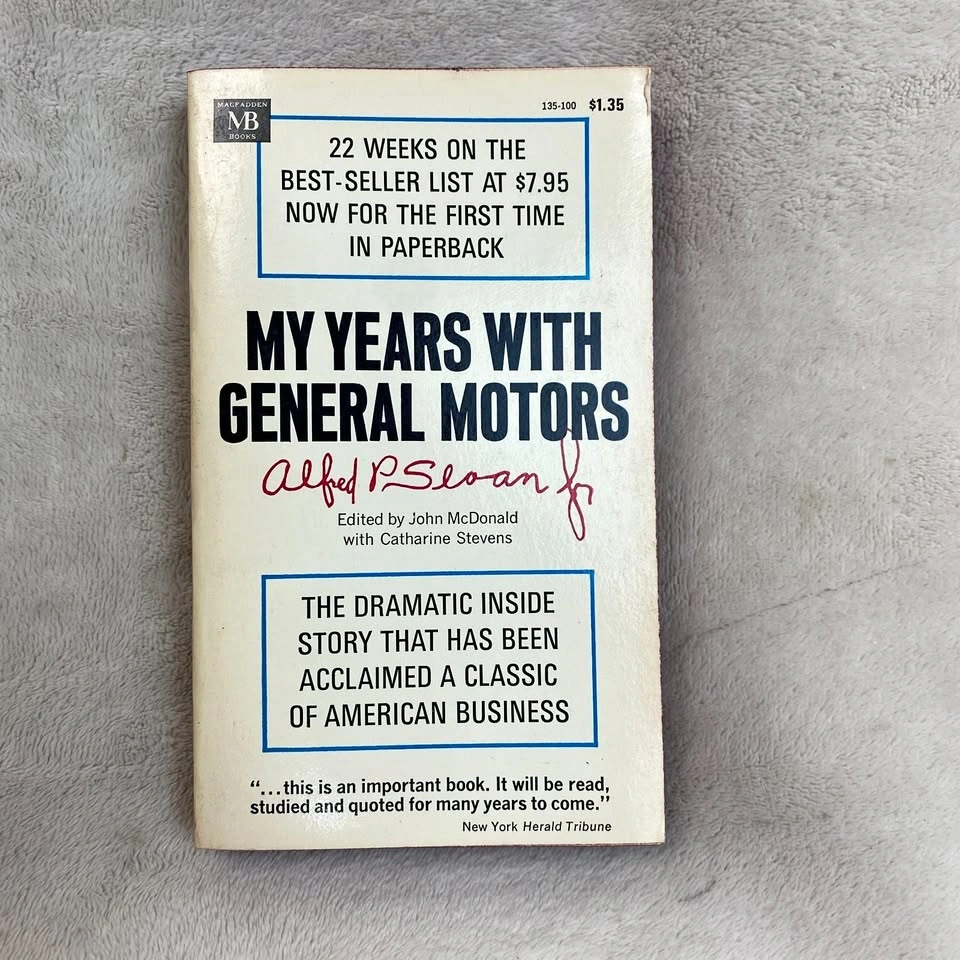 MACFADDEN
MB
BOOKS
135-100 $1.35
22 WEEKS ON THE
BEST-SELLER LIST AT $7.95
NOW FOR THE FIRST TIME
IN PAPERBACK
MY YEARS WITH
GENERAL MOTORS
Alfred P. Sloan Jr
Edited by John McDonald
with Catharine Stevens
THE DRAMATIC INSIDE
STORY THAT HAS BEEN
ACCLAIMED A CLASSIC
OF AMERICAN BUSINESS
“...this is an important book. It will be read,
studied and quoted for many years to come.”
New York Herald Tribune